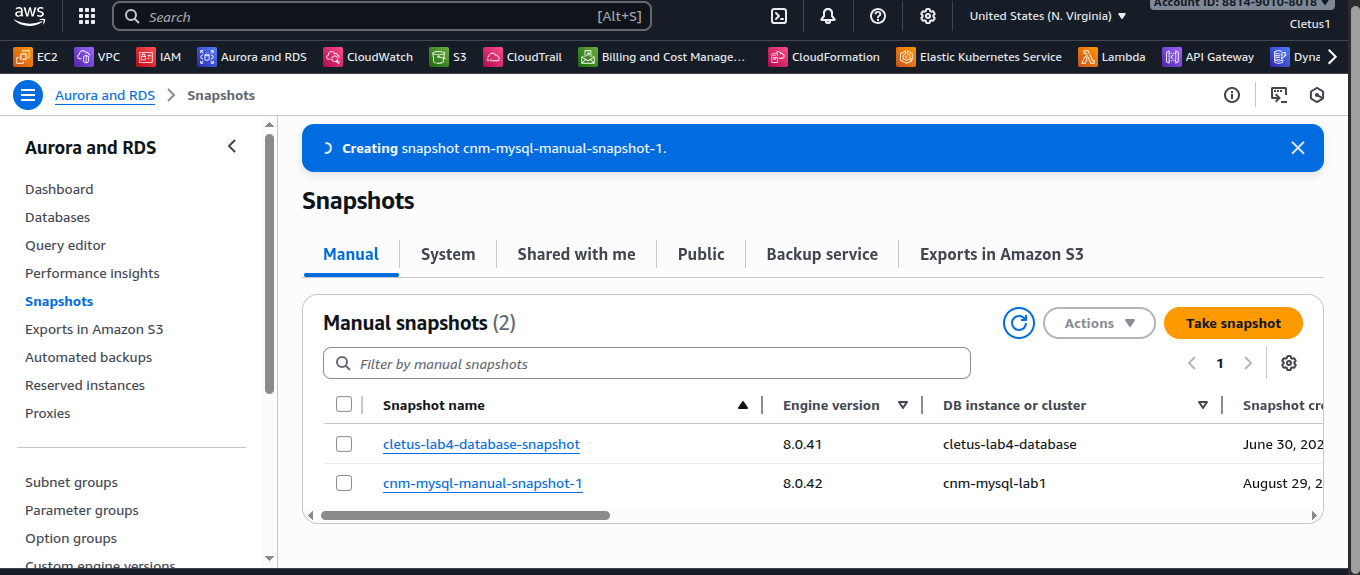 aws
Search
[Alt+S]
United States (N. Virginia)
Account ID: 8814-9010-8018
Cletus1
EC2
VPC
IAM
Aurora and RDS
CloudWatch
S3
CloudTrail
Billing and Cost Manage...
CloudFormation
Elastic Kubernetes Service
Lambda
API Gateway
Dyna
Aurora and RDS > Snapshots
Aurora and RDS
Dashboard
Databases
Query editor
Performance insights
Snapshots
Exports in Amazon S3
Automated backups
Reserved instances
Proxies
Subnet groups
Parameter groups
Option groups
Custom engine versions
Creating snapshot cnm-mysql-manual-snapshot-1.
Snapshots
Manual
System
Shared with me
Public
Backup service
Exports in Amazon S3
Manual snapshots (2)
Actions
Take snapshot
Filter by manual snapshots
1
Snapshot name
Engine version
DB instance or cluster
Snapshot cre
cletus-lab4-database-snapshot
8.0.41
cletus-lab4-database
June 30, 202
cnm-mysql-manual-snapshot-1
8.0.42
cnm-mysql-lab1
August 29, 2